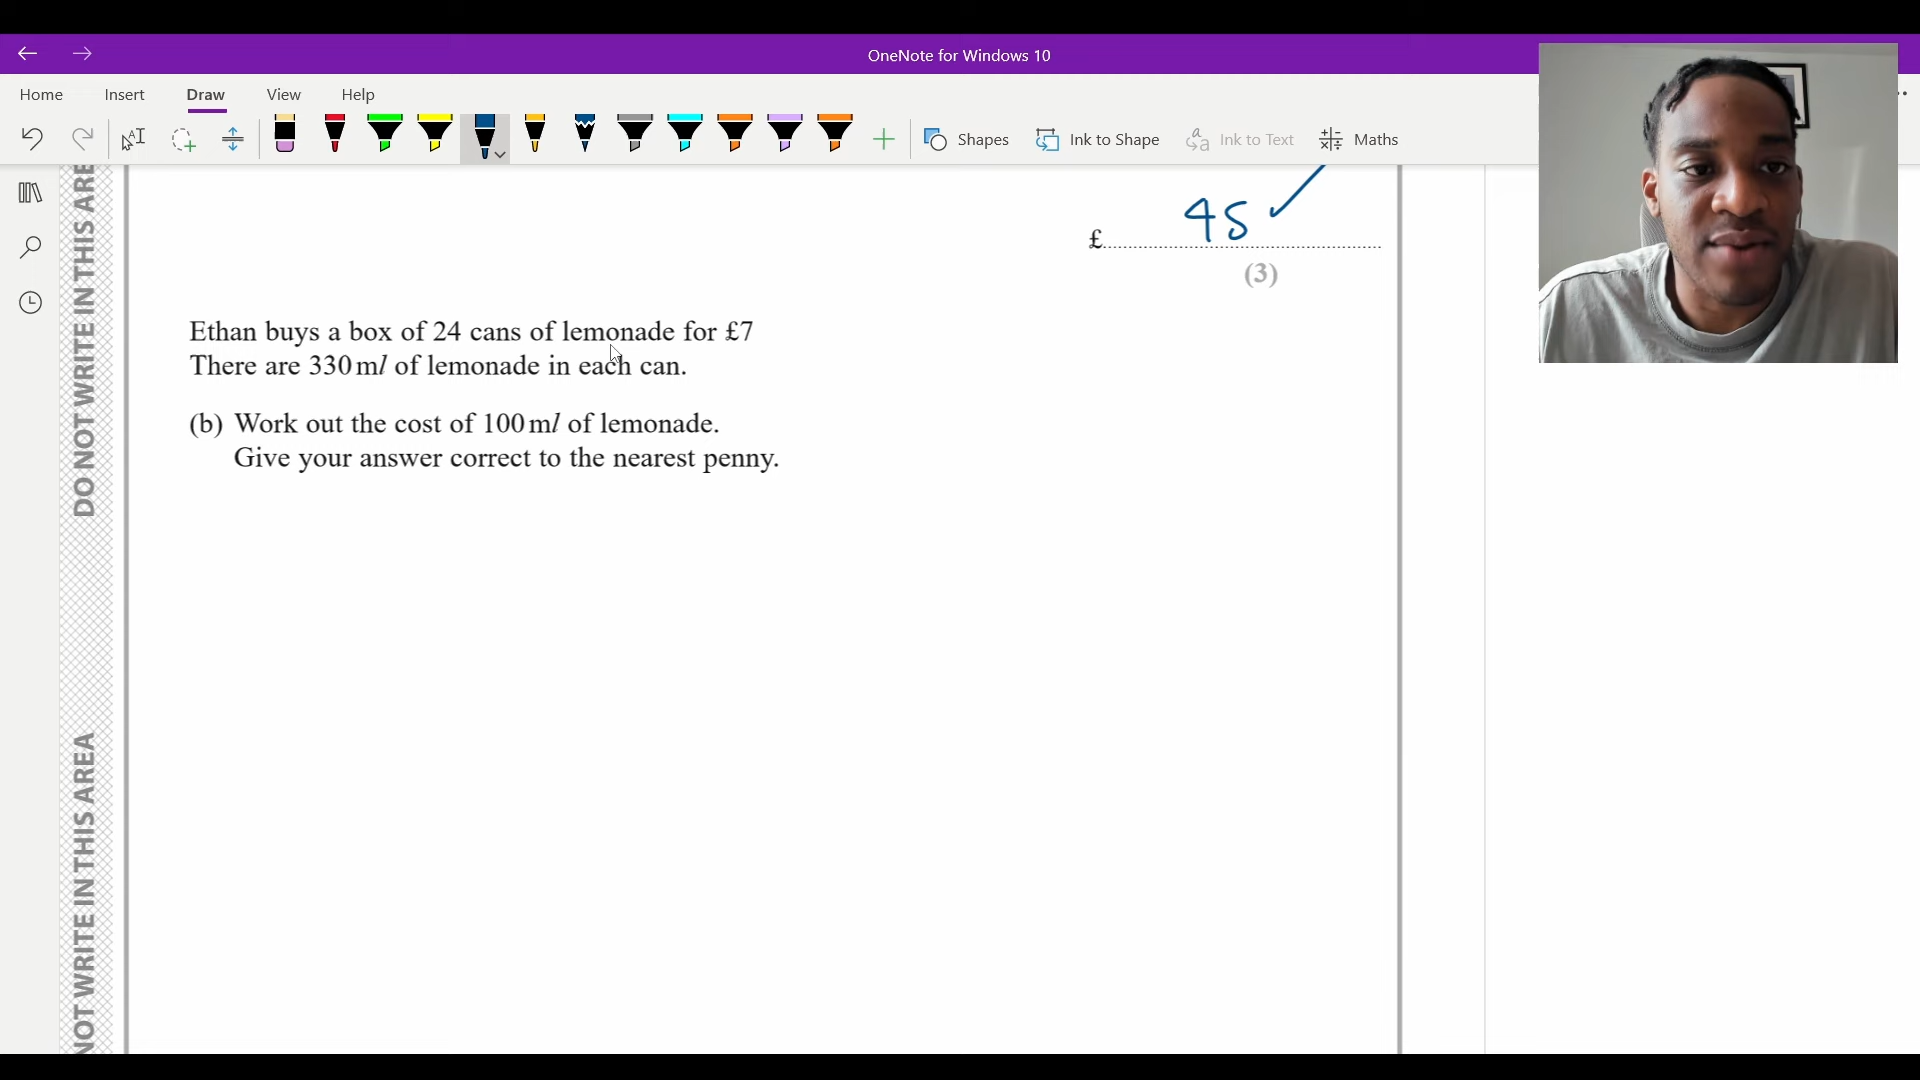 OneNote for Windows 10
Home Insert Draw View Help
Shapes Ink to Shape Ink to Text Maths
45
£
(3)
Ethan buys a box of 24 cans of lemonade for £7
There are 330 ml of lemonade in each can.
(b) Work out the cost of 100 ml of lemonade.
Give your answer correct to the nearest penny.
DO NOT WRITE IN THIS ARE
NOT WRITE IN THIS AREA